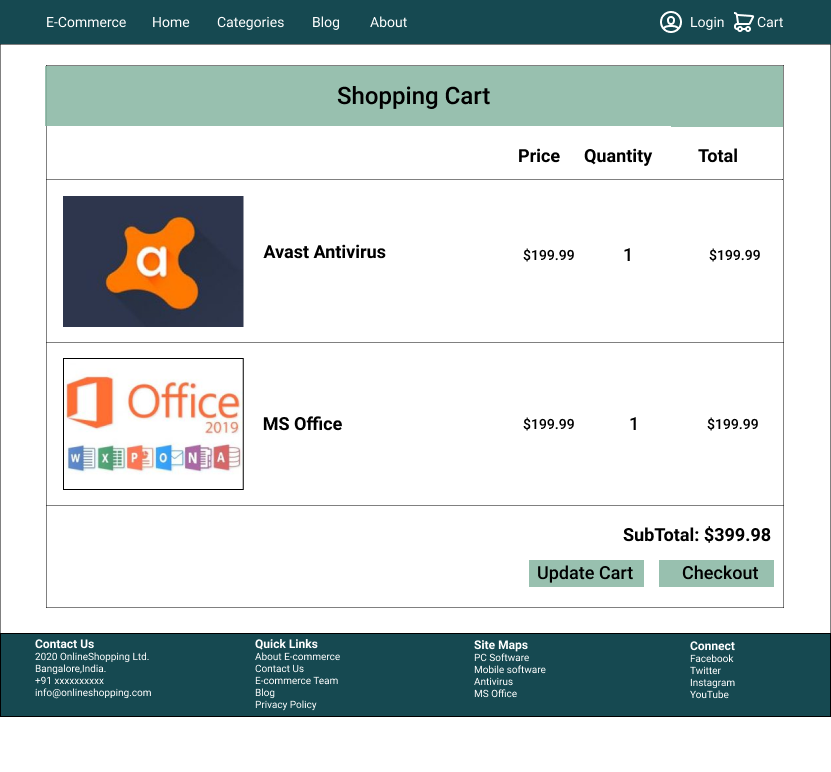 E-Commerce Home Categories Blog About Login Cart
Shopping Cart
Price Quantity Total
a
Avast Antivirus $199.99 1 $199.99
Office
2019
W X P O N A
MS Office $199.99 1 $199.99
SubTotal: $399.98
Update Cart Checkout
Contact Us
2020 OnlineShopping Ltd.
Bangalore,India.
+91 xxxxxxxxxx
info@onlineshopping.com
Quick Links
About E-commerce
Contact Us
E-commerce Team
Blog
Privacy Policy
Site Maps
PC Software
Mobile software
Antivirus
MS Office
Connect
Facebook
Twitter
Instagram
YouTube